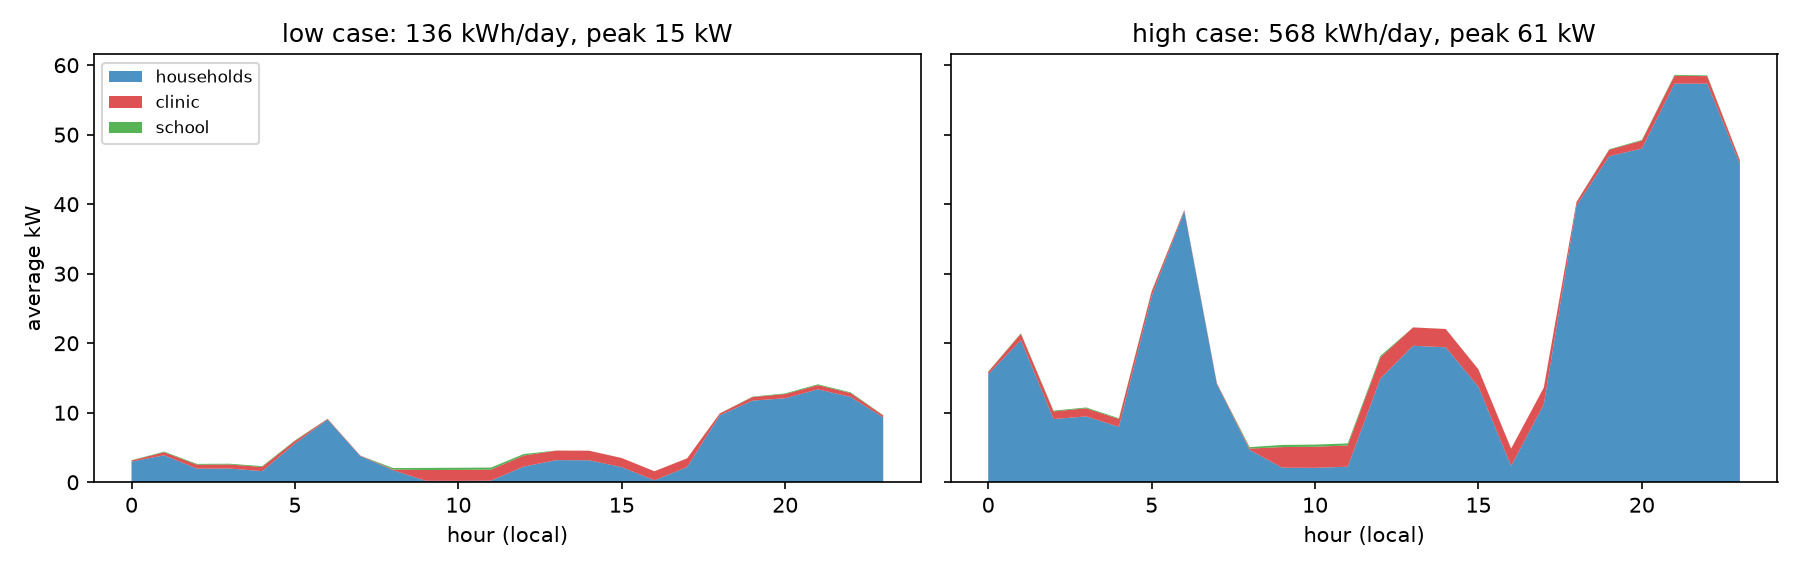 low case: 136 kWh/day, peak 15 kW
60
50
40
30
20
10
0
average kW
households
clinic
school
0 5 10 15 20
hour (local)
high case: 568 kWh/day, peak 61 kW
0 5 10 15 20
hour (local)